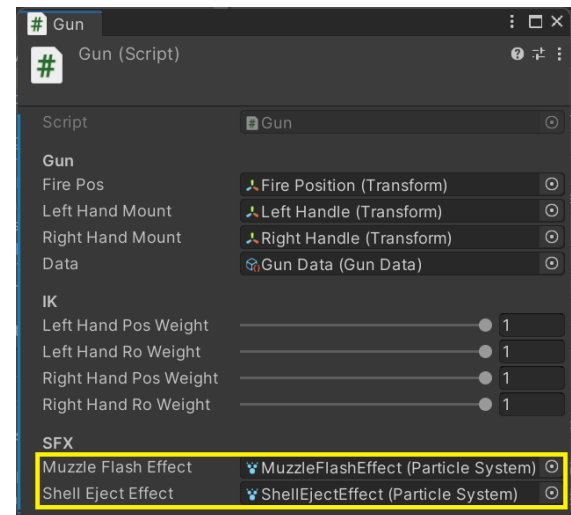 Gun
Gun (Script)
Script Gun
Gun
Fire Pos Fire Position (Transform)
Left Hand Mount Left Handle (Transform)
Right Hand Mount Right Handle (Transform)
Data Gun Data (Gun Data)
IK
Left Hand Pos Weight 1
Left Hand Ro Weight 1
Right Hand Pos Weight 1
Right Hand Ro Weight 1
SFX
Muzzle Flash Effect MuzzleFlashEffect (Particle System)
Shell Eject Effect ShellEjectEffect (Particle System)